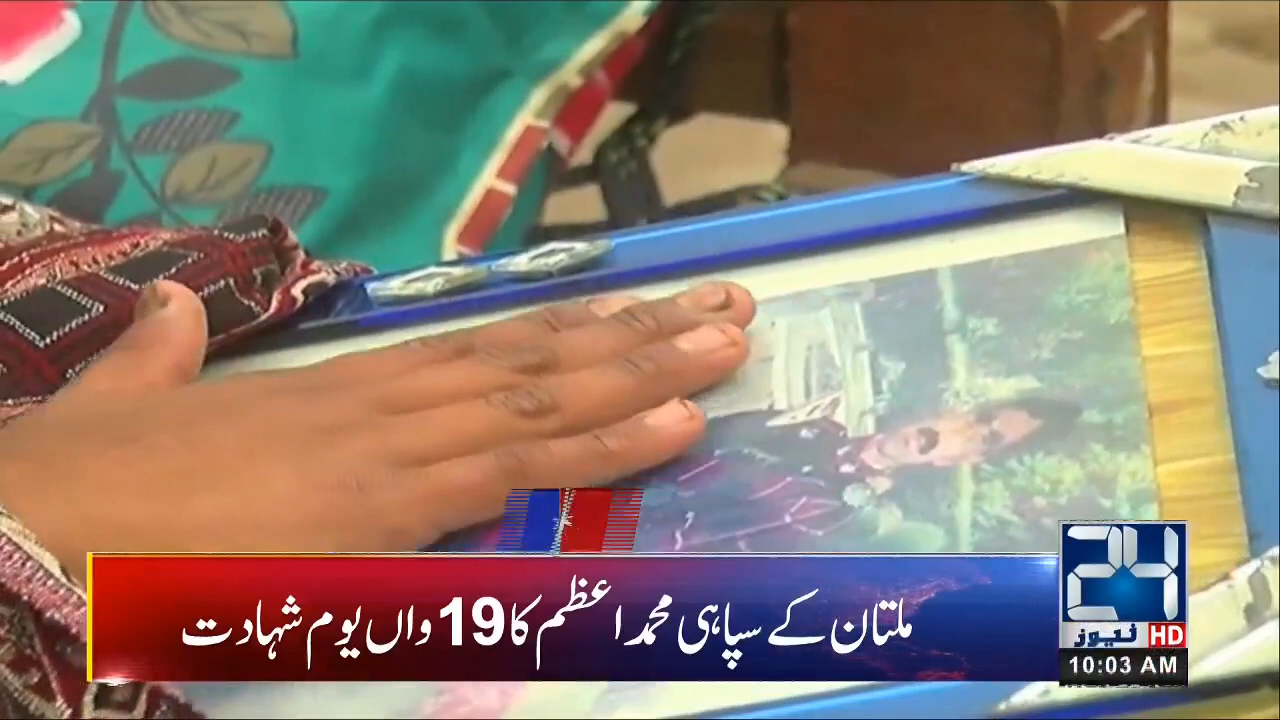 ملتان کے سپاہی محمد اعظم کا 19 واں یوم شہادت
24
نیوز HD
10:03 AM